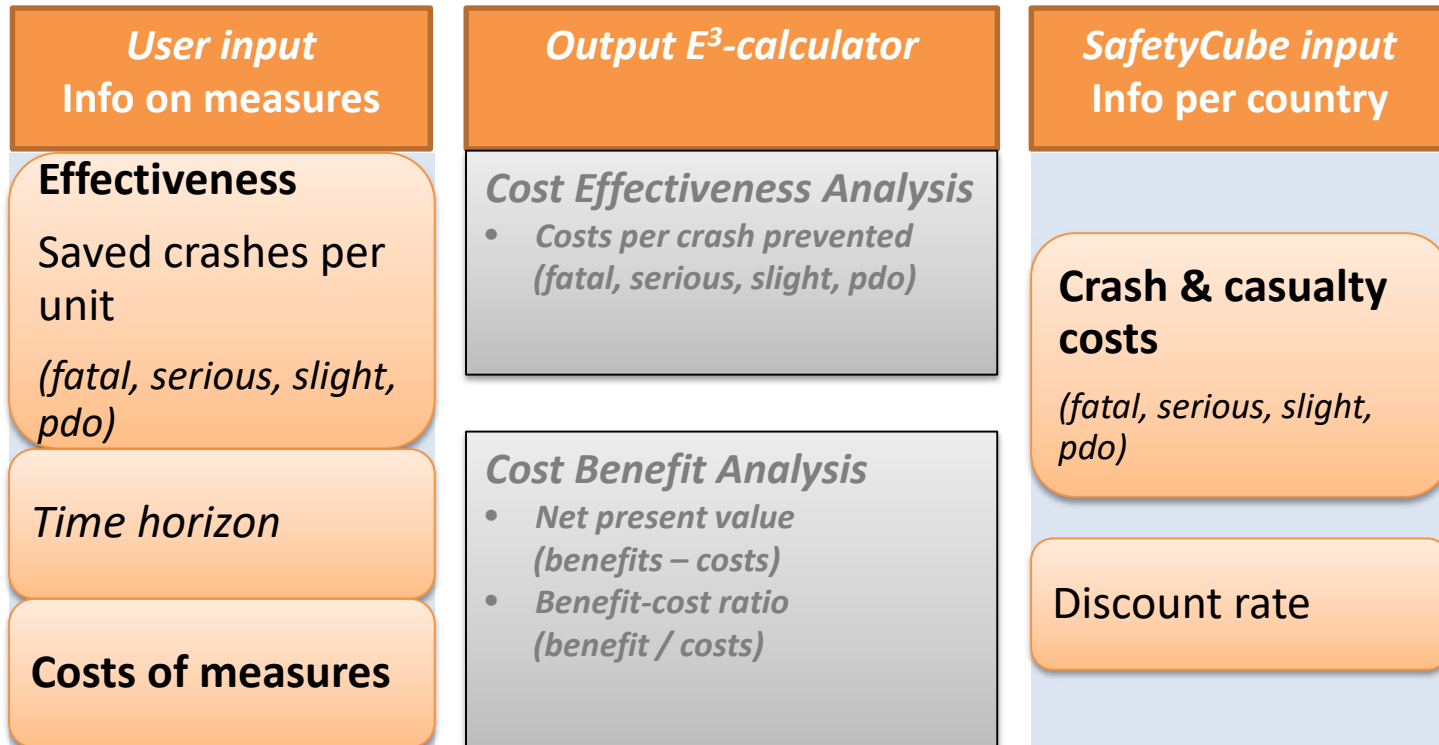 User input
Info on measures
Effectiveness
Saved crashes per
unit
(fatal, serious, slight,
pdo)
Time horizon
Costs of measures
Output E³-calculator
Cost Effectiveness Analysis
• Costs per crash prevented
(fatal, serious, slight, pdo)
Cost Benefit Analysis
• Net present value
(benefits – costs)
• Benefit-cost ratio
(benefit / costs)
SafetyCube input
Info per country
Crash & casualty
costs
(fatal, serious, slight,
pdo)
Discount rate